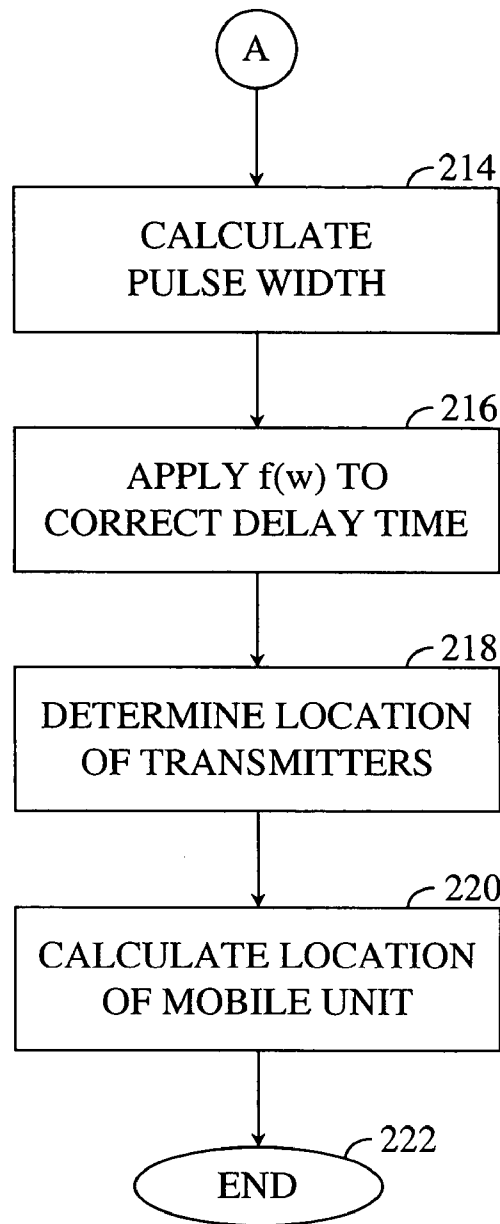 A
214
CALCULATE
PULSE WIDTH
216
APPLY f(w) TO
CORRECT DELAY TIME
218
DETERMINE LOCATION
OF TRANSMITTERS
220
CALCULATE LOCATION
OF MOBILE UNIT
222
END